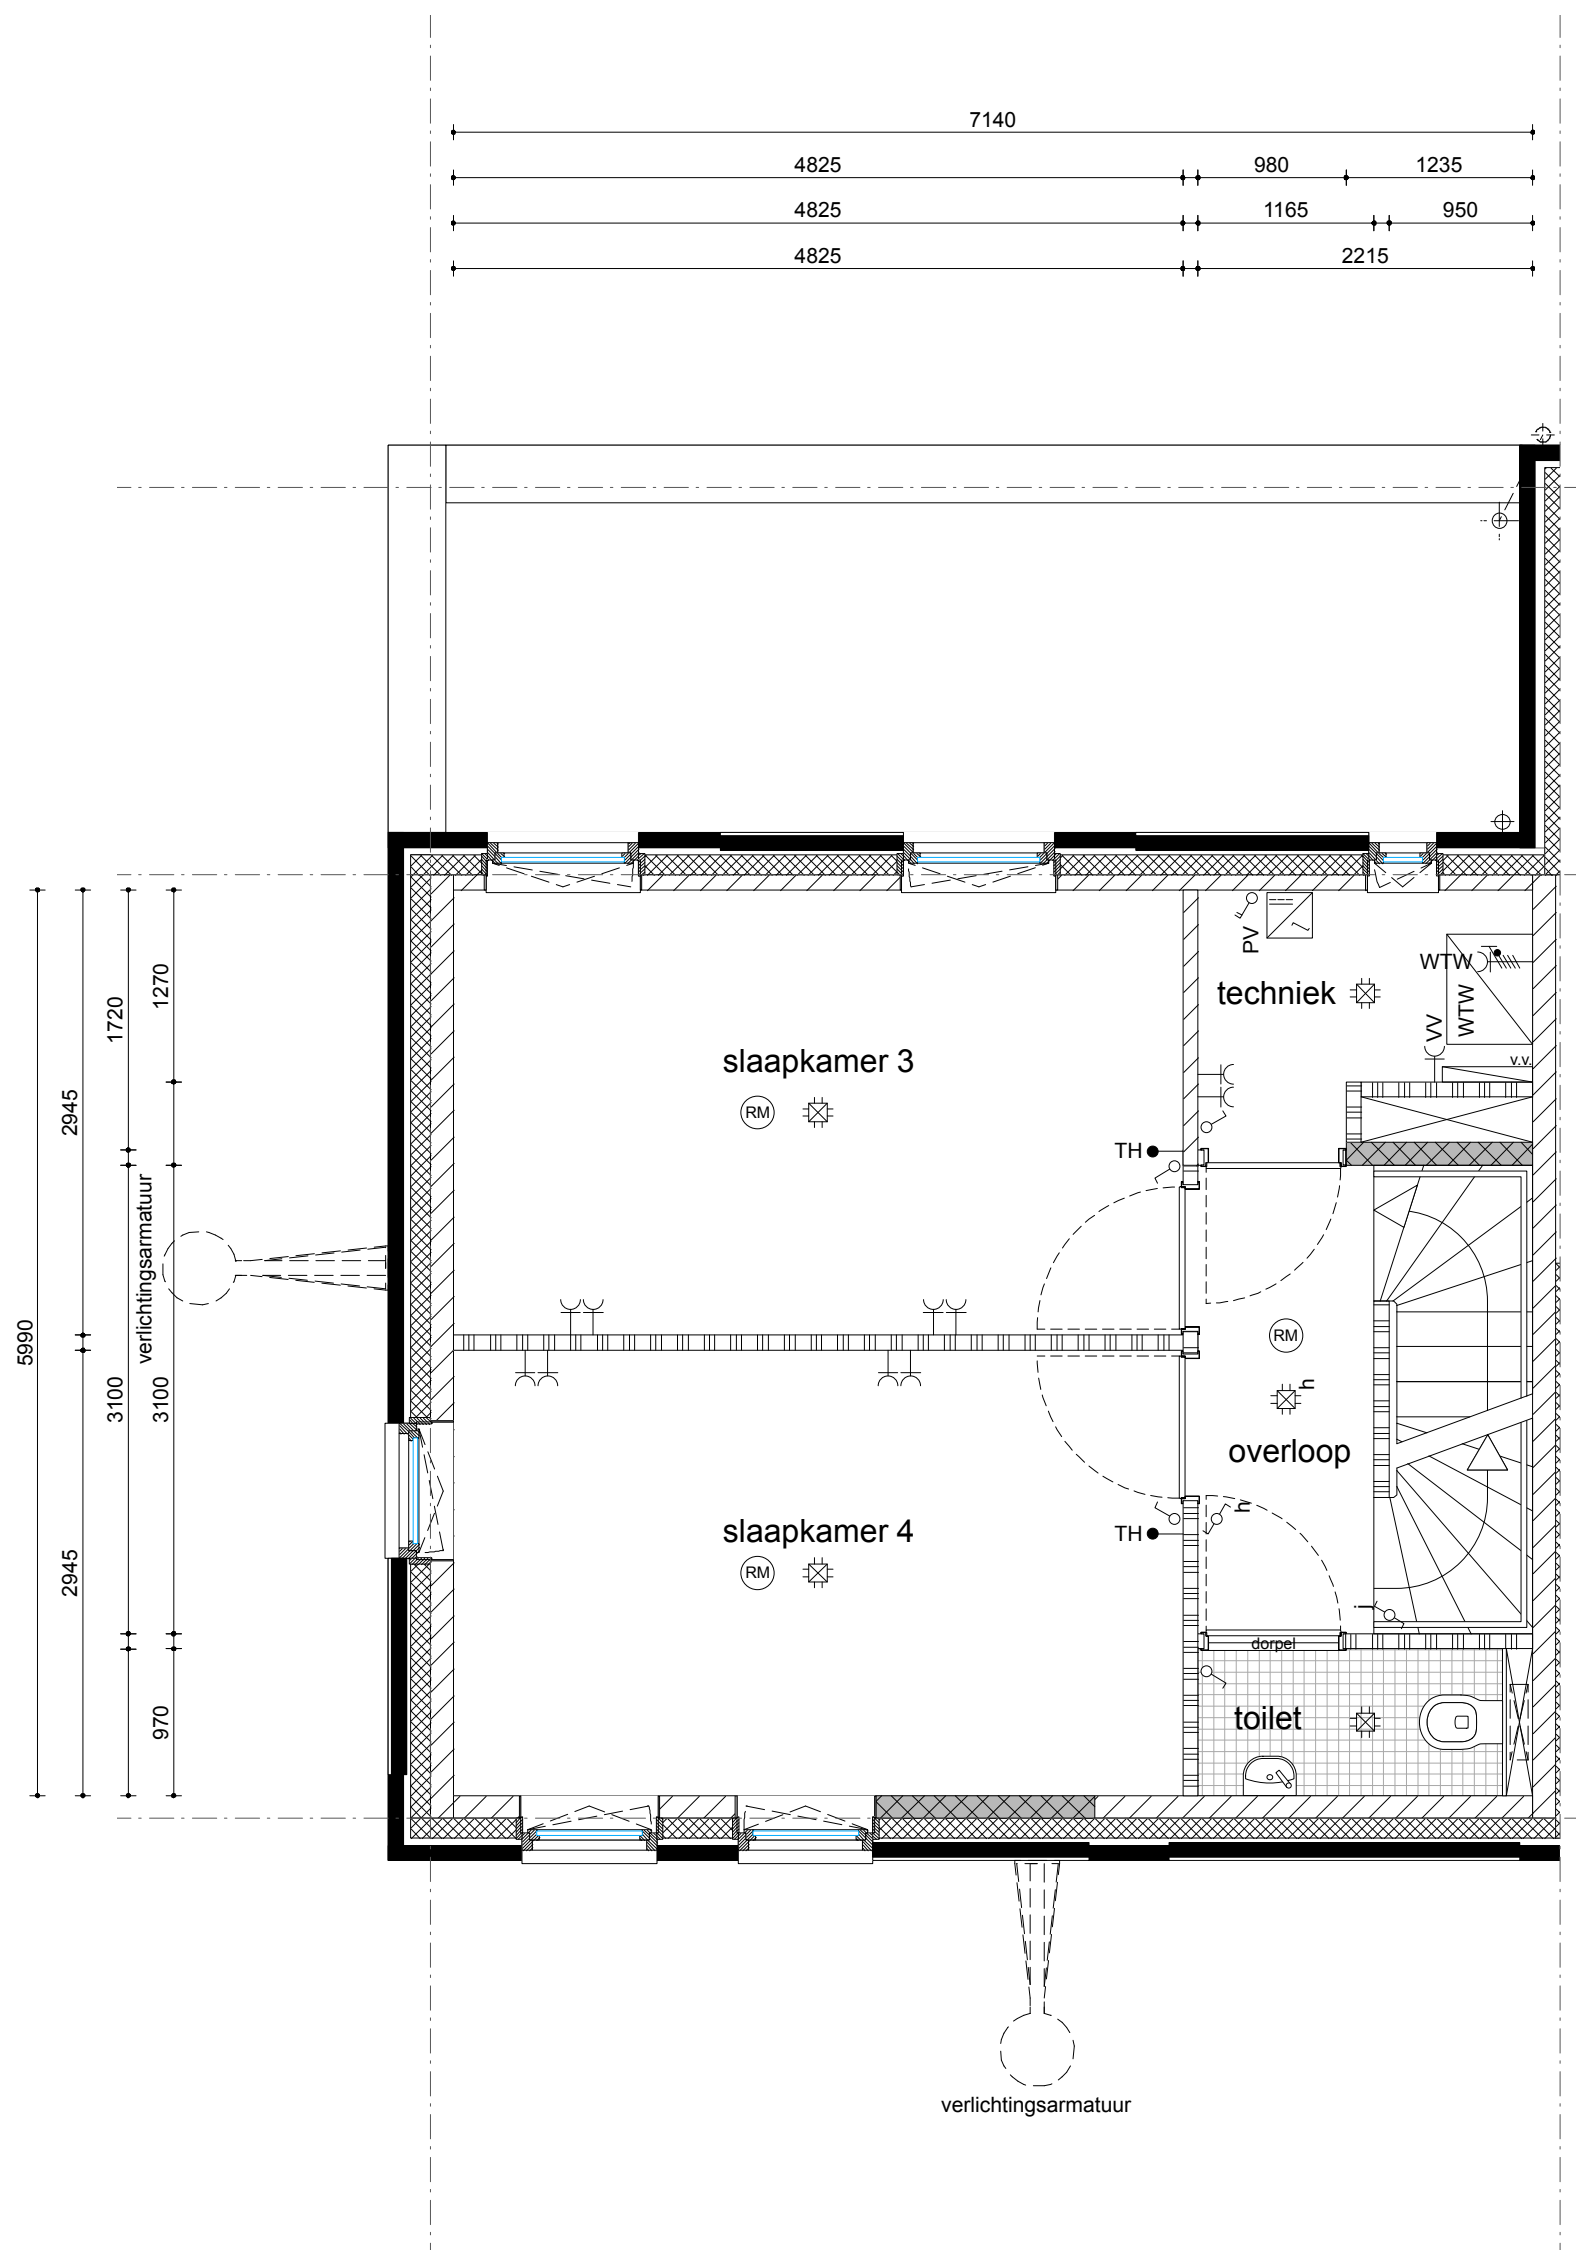 7140
4825
980
1235
4825
1165
950
4825
2215
5990
2945
2945
1720
3100
1270
3100
970
verlichtingsarmatuur
PV
WTW
WTW
techniek
VV
v.v.
slaapkamer 3
RM
TH
RM
h
overloop
h
slaapkamer 4
TH
RM
j
dorpel
toilet
verlichtingsarmatuur